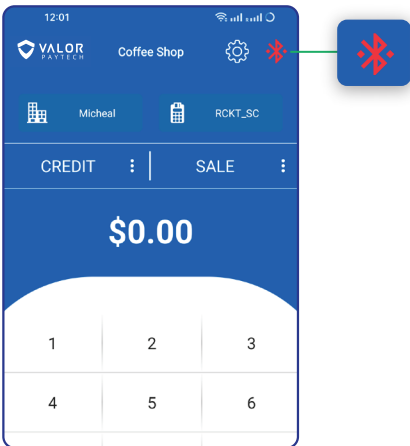 12:01
VALOR
PAYTECH
Coffee Shop
Micheal
RCKT_SC
CREDIT
SALE
$0.00
1 2 3
4 5 6